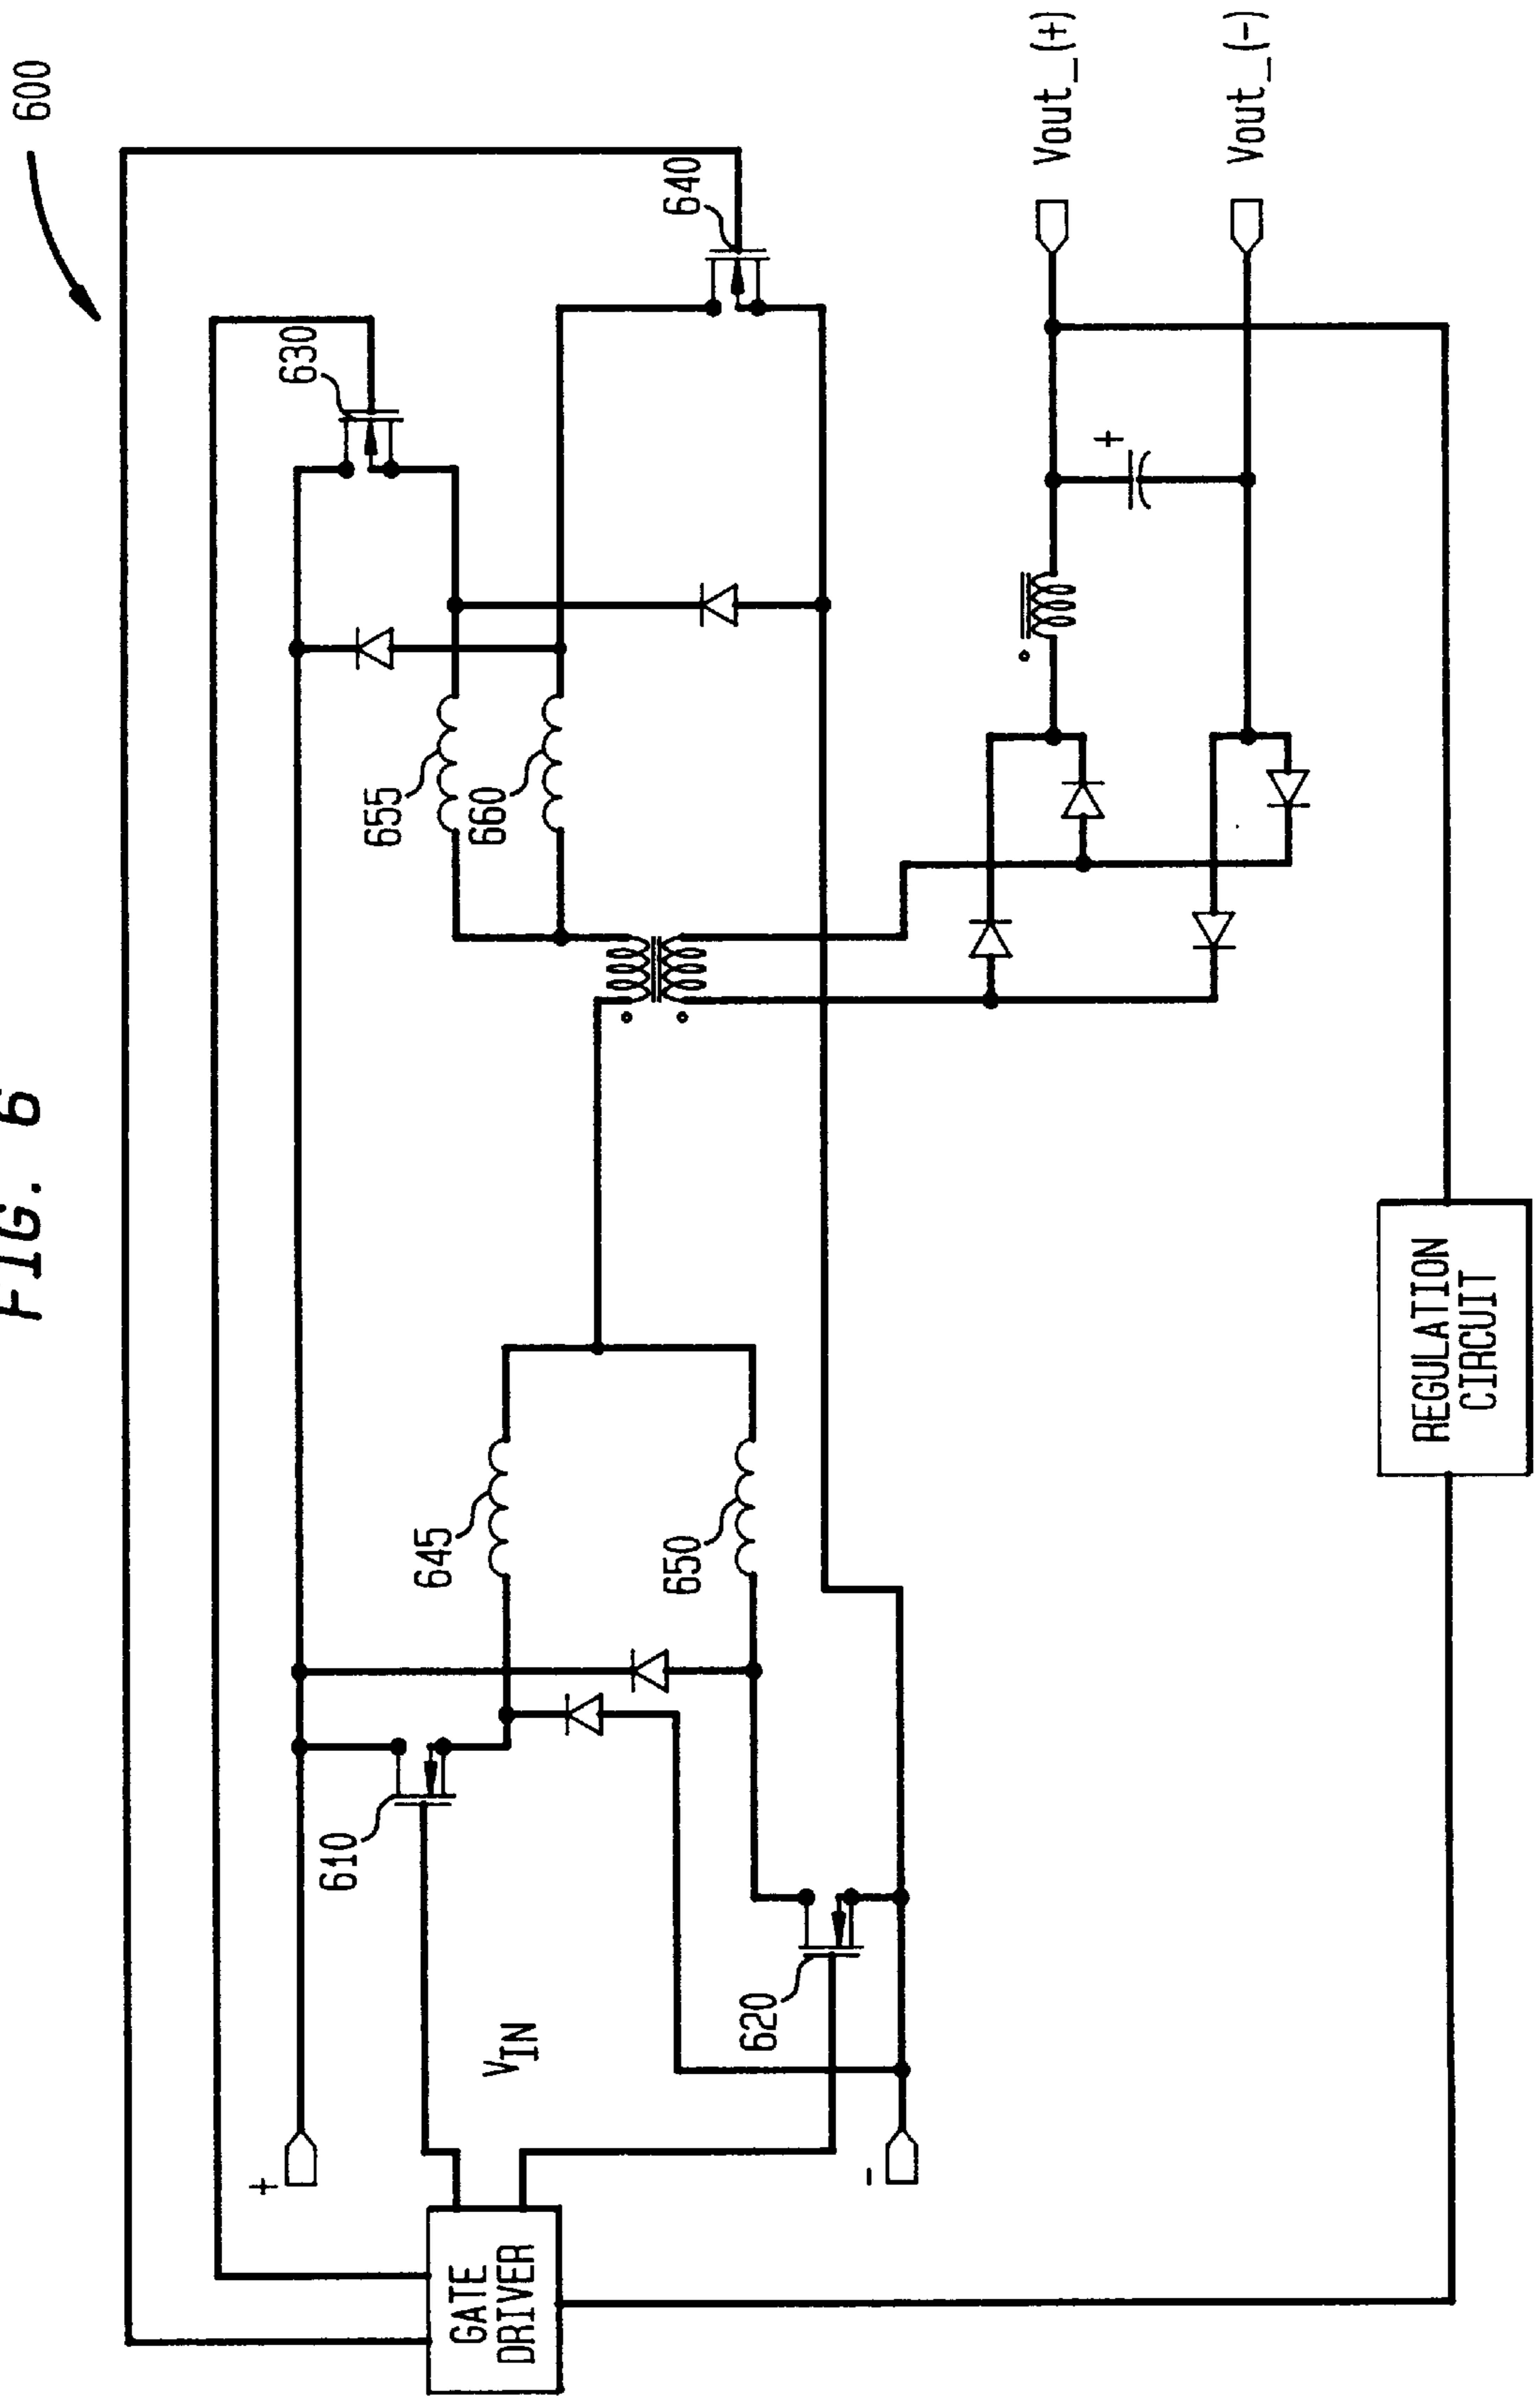 FIG. 6
600
630
640
655
660
645
650
610
620
+
VIN
-
GATE
DRIVER
+
Vout_(+)
Vout_(-)
REGULATION
CIRCUIT